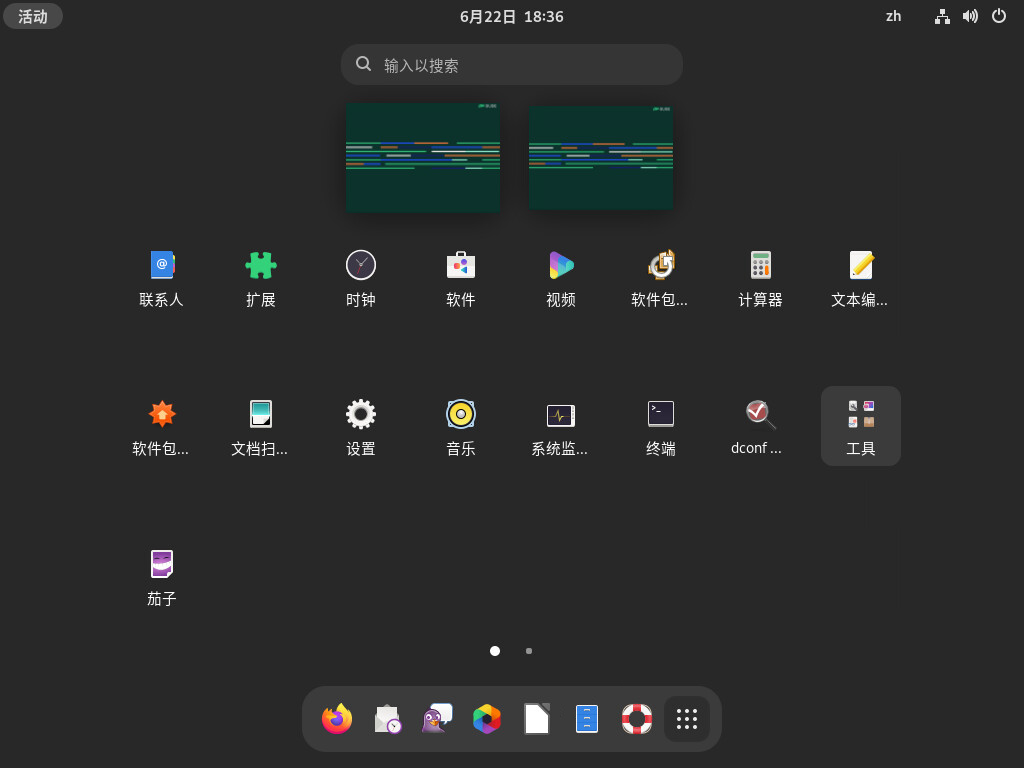 活动
6月22日 18:36
zh
输入以搜索
联系人
扩展
时钟
软件
视频
软件包...
计算器
文本编...
软件包...
文档扫...
设置
音乐
系统监...
终端
dconf ...
工具
茄子